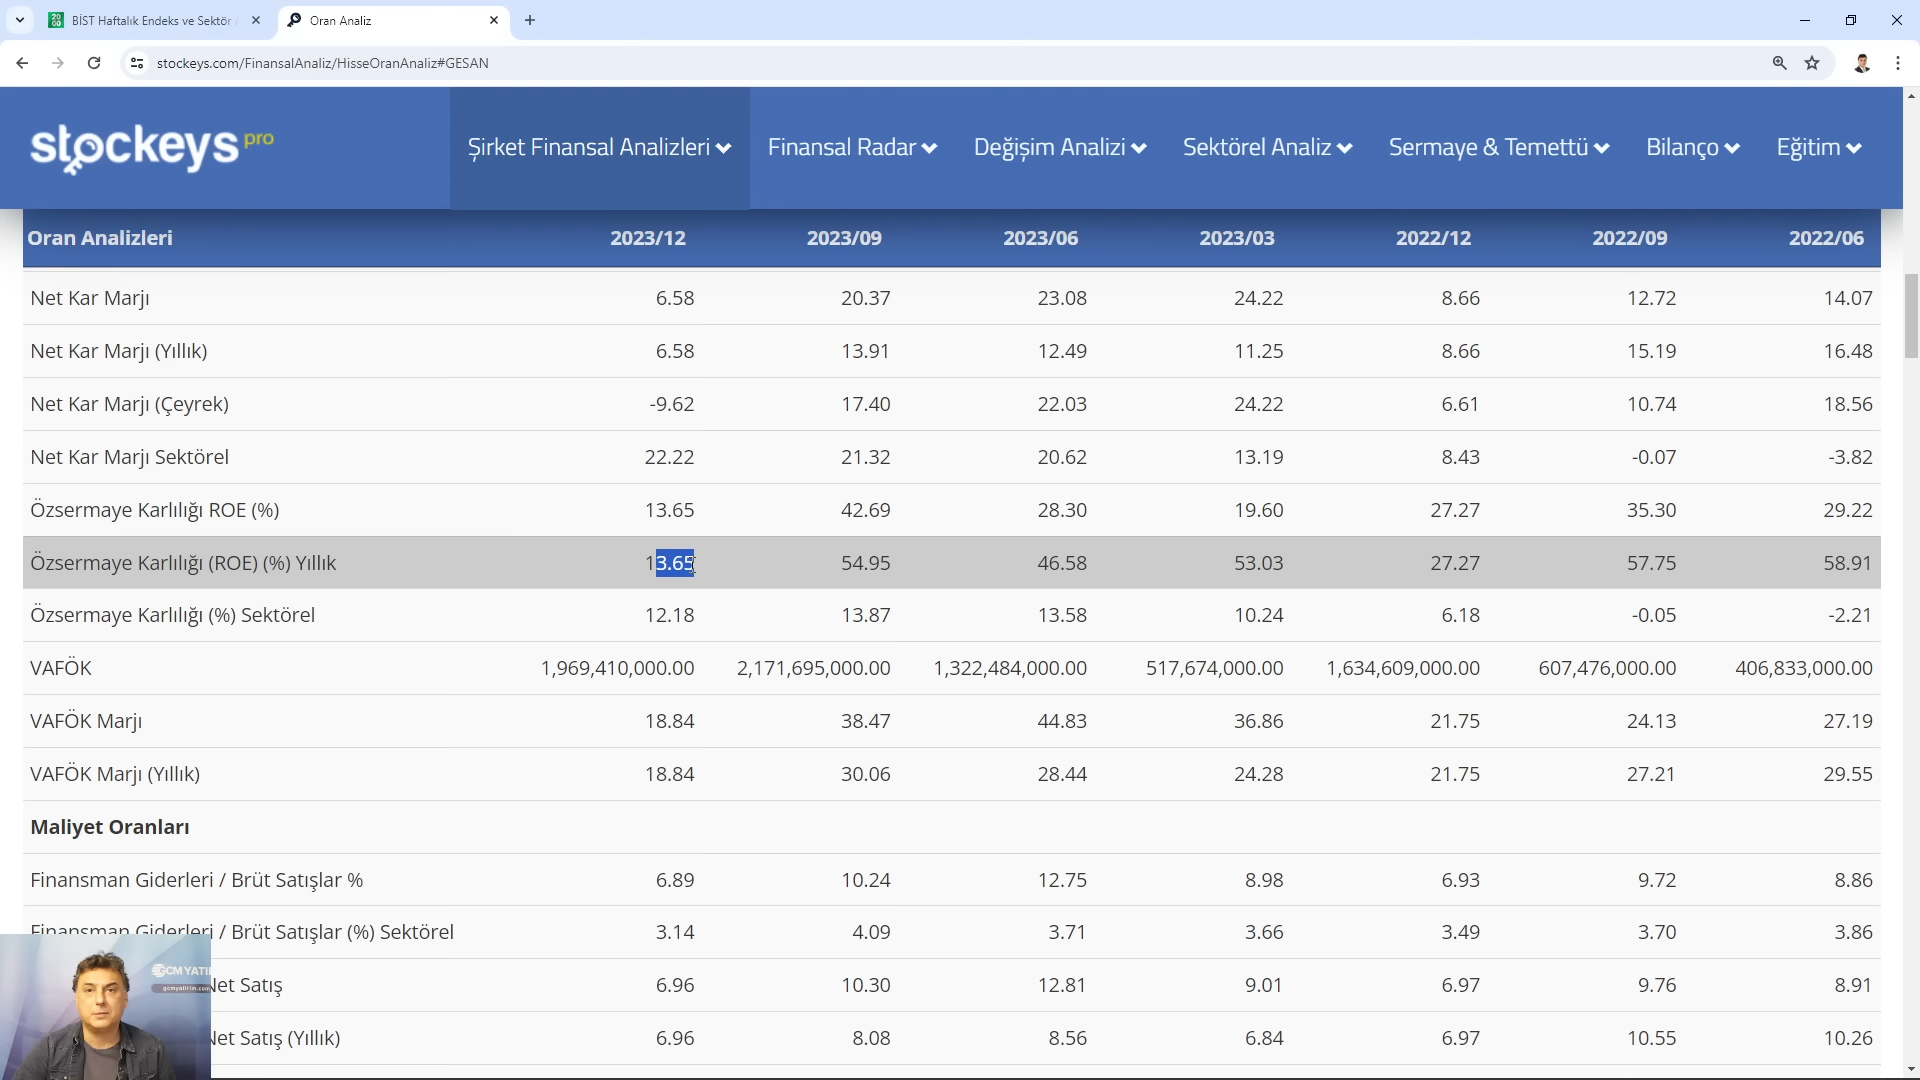 BİST Haftalık Endeks ve Sektör
Oran Analiz
stockeys.com/FinansalAnaliz/HisseOranAnaliz#GESAN
stockeys pro
Şirket Finansal Analizleri
Finansal Radar
Değişim Analizi
Sektörel Analiz
Sermaye & Temettü
Bilanço
Eğitim
Oran Analizleri 2023/12 2023/09 2023/06 2023/03 2022/12 2022/09 2022/06
Net Kar Marjı 6.58 20.37 23.08 24.22 8.66 12.72 14.07
Net Kar Marjı (Yıllık) 6.58 13.91 12.49 11.25 8.66 15.19 16.48
Net Kar Marjı (Çeyrek) -9.62 17.40 22.03 24.22 6.61 10.74 18.56
Net Kar Marjı Sektörel 22.22 21.32 20.62 13.19 8.43 -0.07 -3.82
Özsermaye Karlılığı ROE (%) 13.65 42.69 28.30 19.60 27.27 35.30 29.22
Özsermaye Karlılığı (ROE) (%) Yıllık 13.65 54.95 46.58 53.03 27.27 57.75 58.91
Özsermaye Karlılığı (%) Sektörel 12.18 13.87 13.58 10.24 6.18 -0.05 -2.21
VAFÖK 1,969,410,000.00 2,171,695,000.00 1,322,484,000.00 517,674,000.00 1,634,609,000.00 607,476,000.00 406,833,000.00
VAFÖK Marjı 18.84 38.47 44.83 36.86 21.75 24.13 27.19
VAFÖK Marjı (Yıllık) 18.84 30.06 28.44 24.28 21.75 27.21 29.55
Maliyet Oranları
Finansman Giderleri / Brüt Satışlar % 6.89 10.24 12.75 8.98 6.93 9.72 8.86
Finansman Giderleri / Brüt Satışlar (%) Sektörel 3.14 4.09 3.71 3.66 3.49 3.70 3.86
Net Satış 6.96 10.30 12.81 9.01 6.97 9.76 8.91
Net Satış (Yıllık) 6.96 8.08 8.56 6.84 6.97 10.55 10.26
GCM YATI
gcmyatirim.com